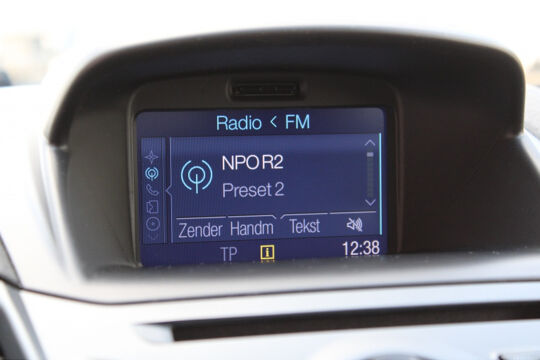 Radio < FM
NPO R2
Preset 2
Zender Handm Tekst
TP i 12:38